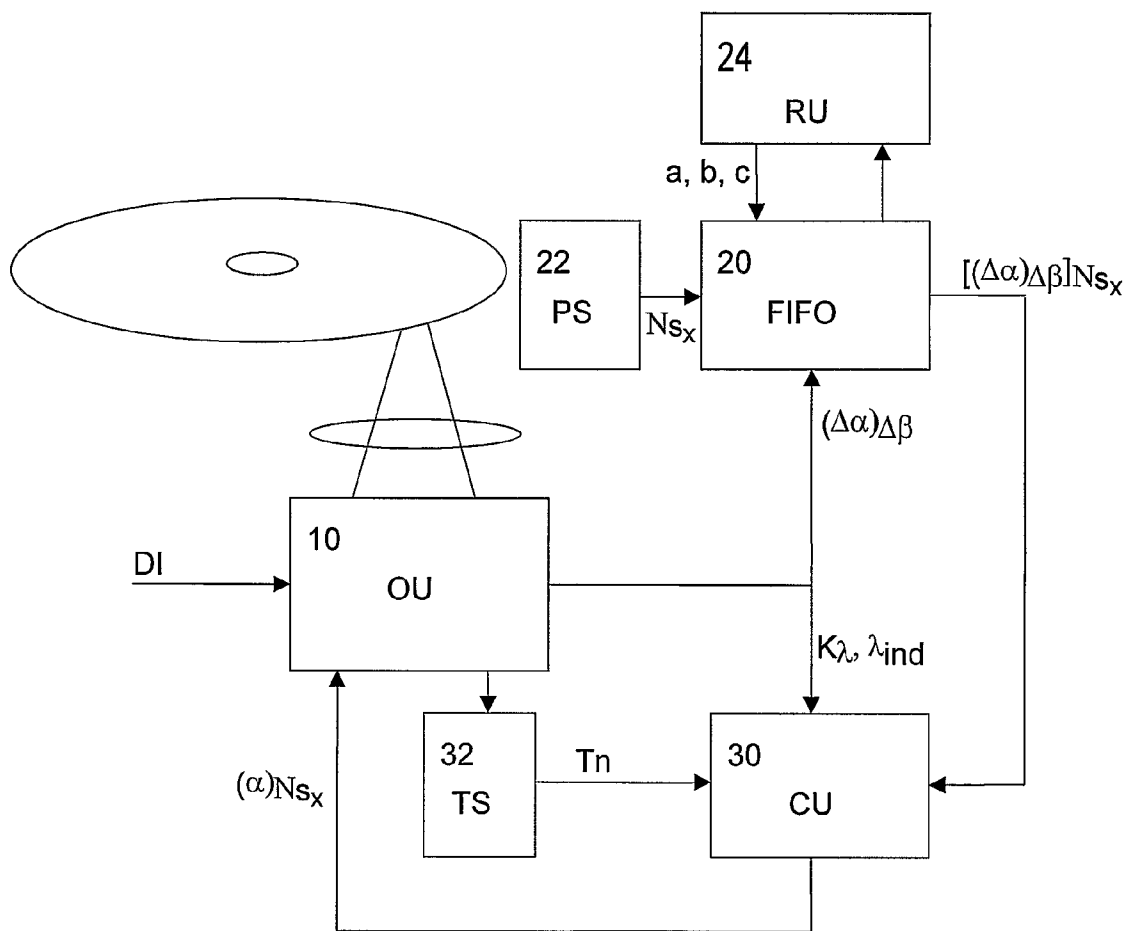 24
RU
a, b, c
22
PS
Nsx
20
FIFO
[(Δα)Δβ]Nsx
(Δα)Δβ
10
OU
DI
Kλ, λind
(α)Nsx
32
TS
Tn
30
CU